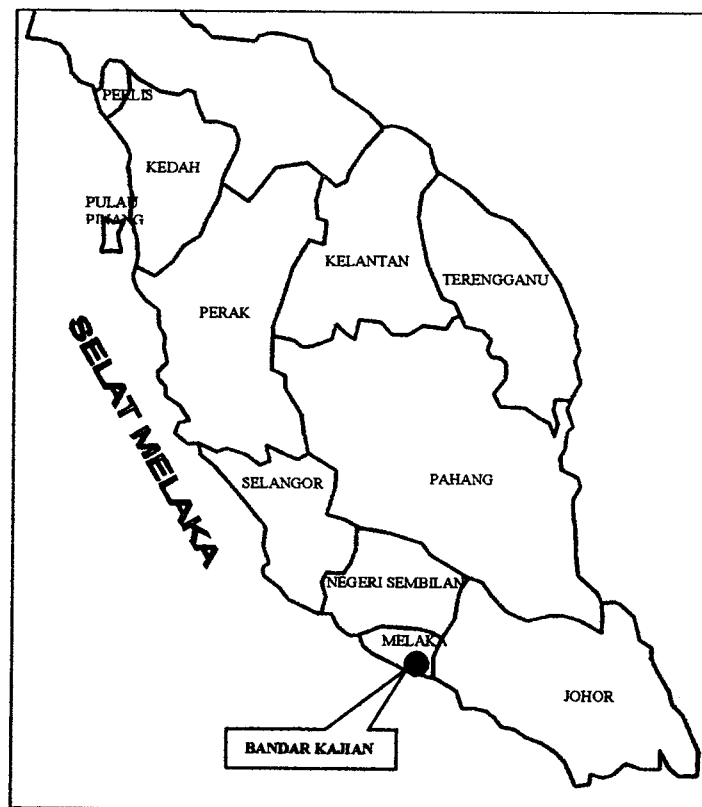 PERLIS
KEDAH
PULAU
PINANG
KELANTAN
TERENGGANU
PERAK
SELAT MELAKA
SELANGOR
PAHANG
NEGERI SEMBILAN
MELAKA
JOHOR
BANDAR KAJIAN